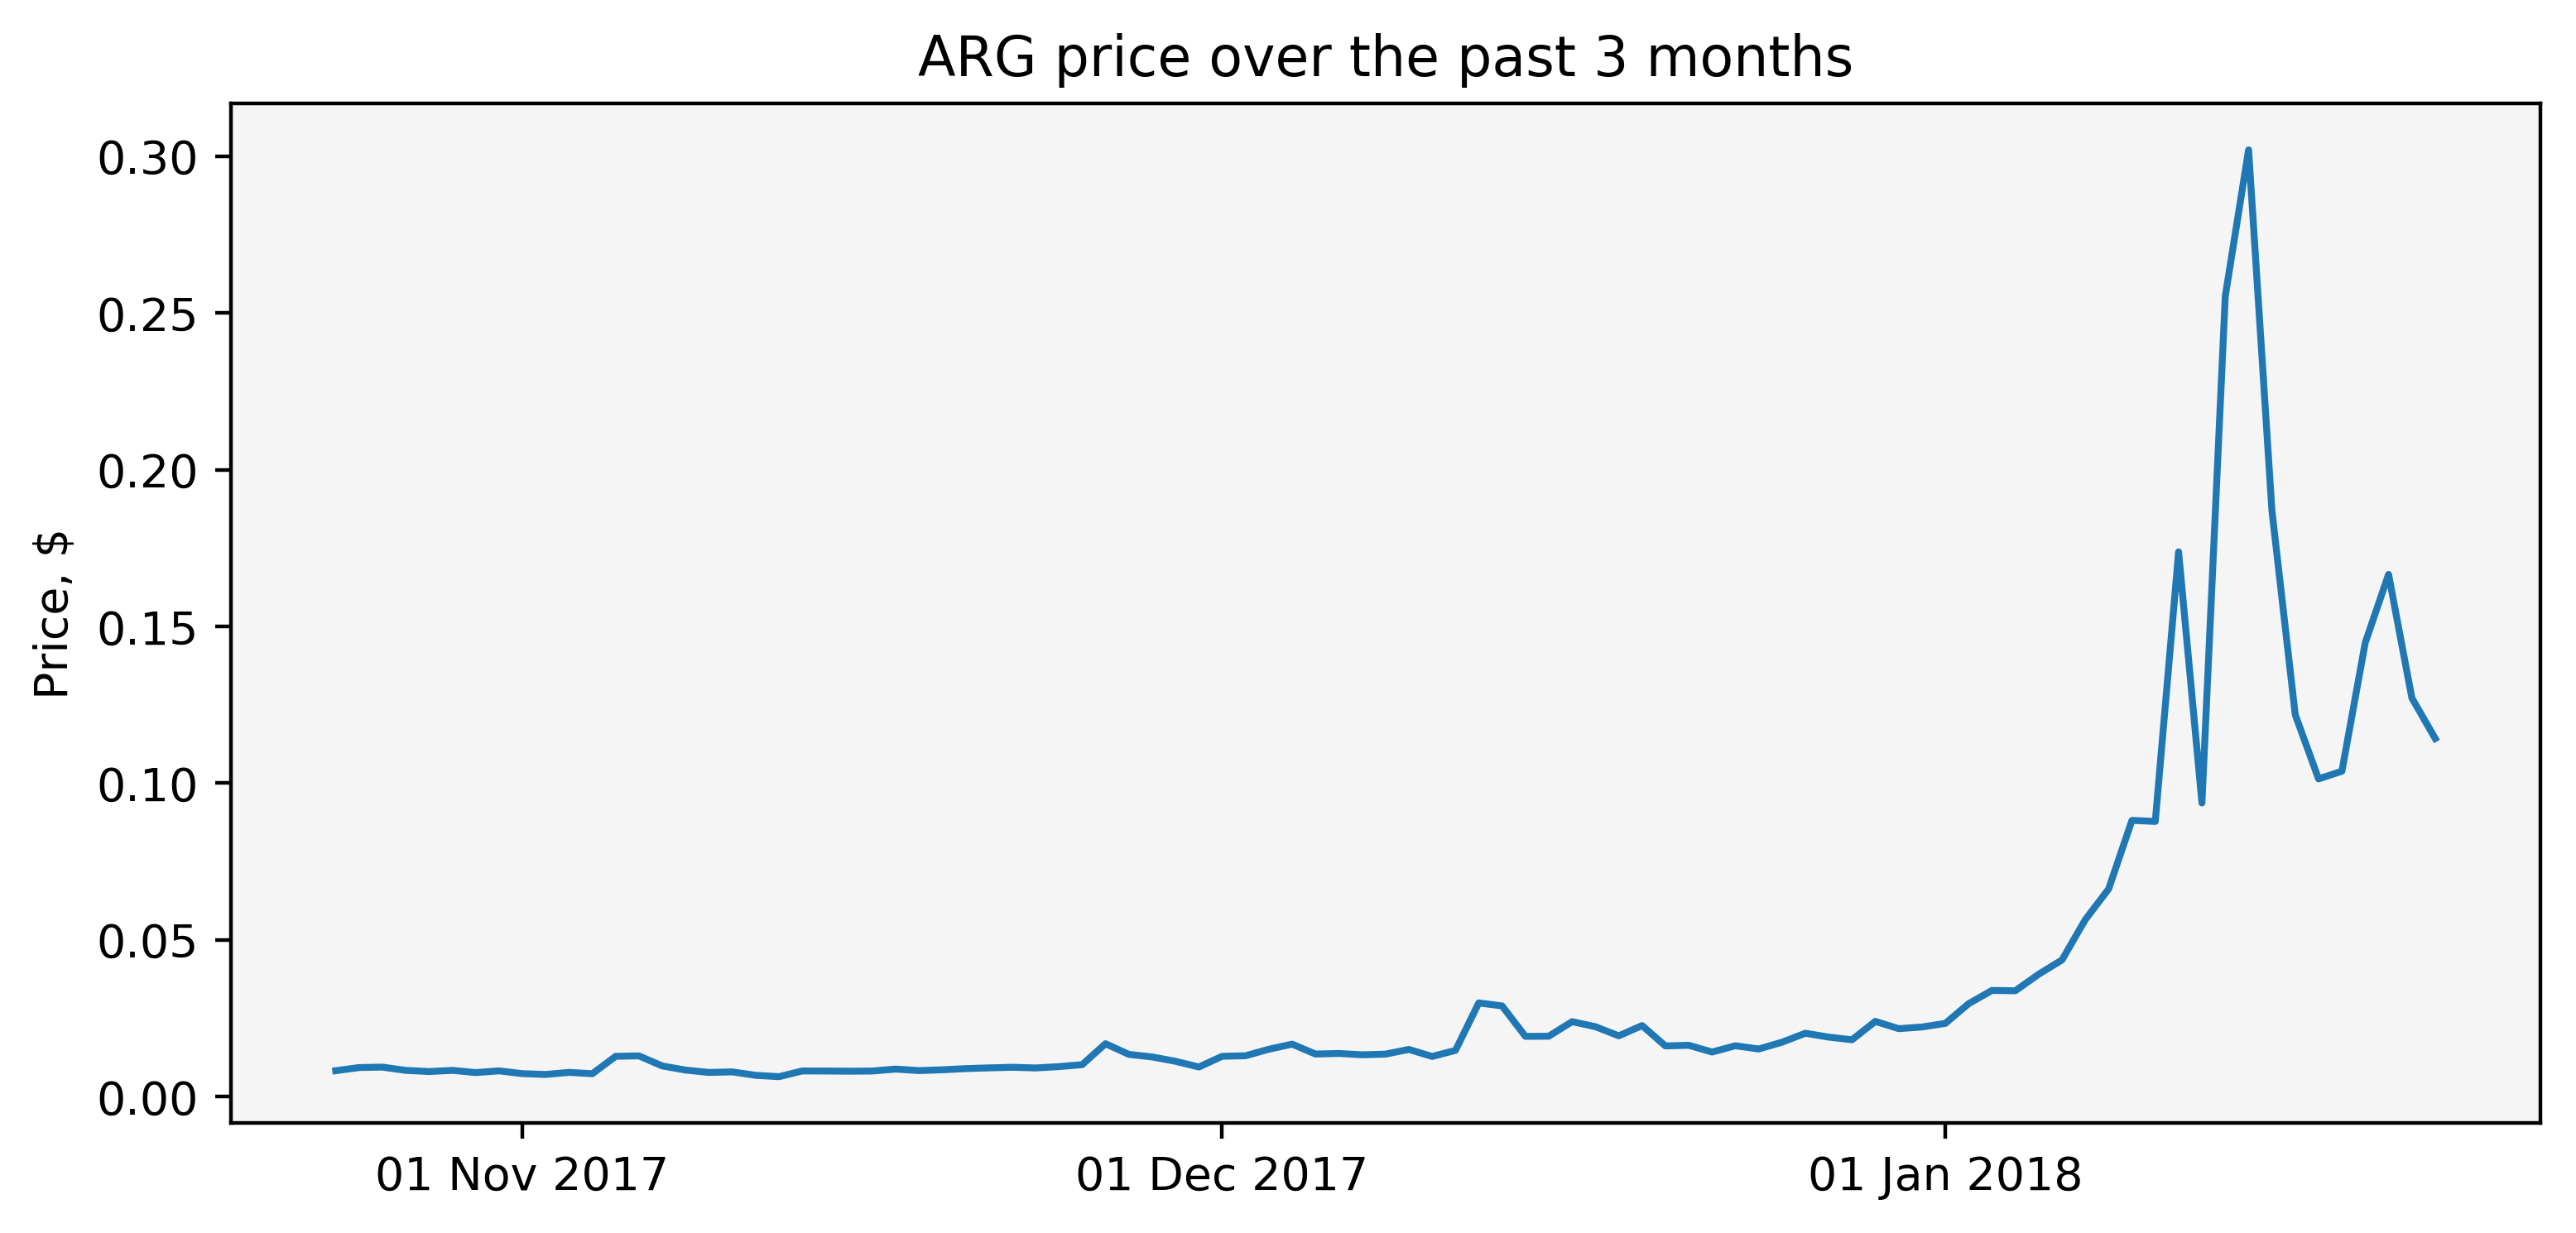 ARG price over the past 3 months
0.30
0.25
0.20
0.15
0.10
0.05
0.00
Price, $
01 Nov 2017
01 Dec 2017
01 Jan 2018